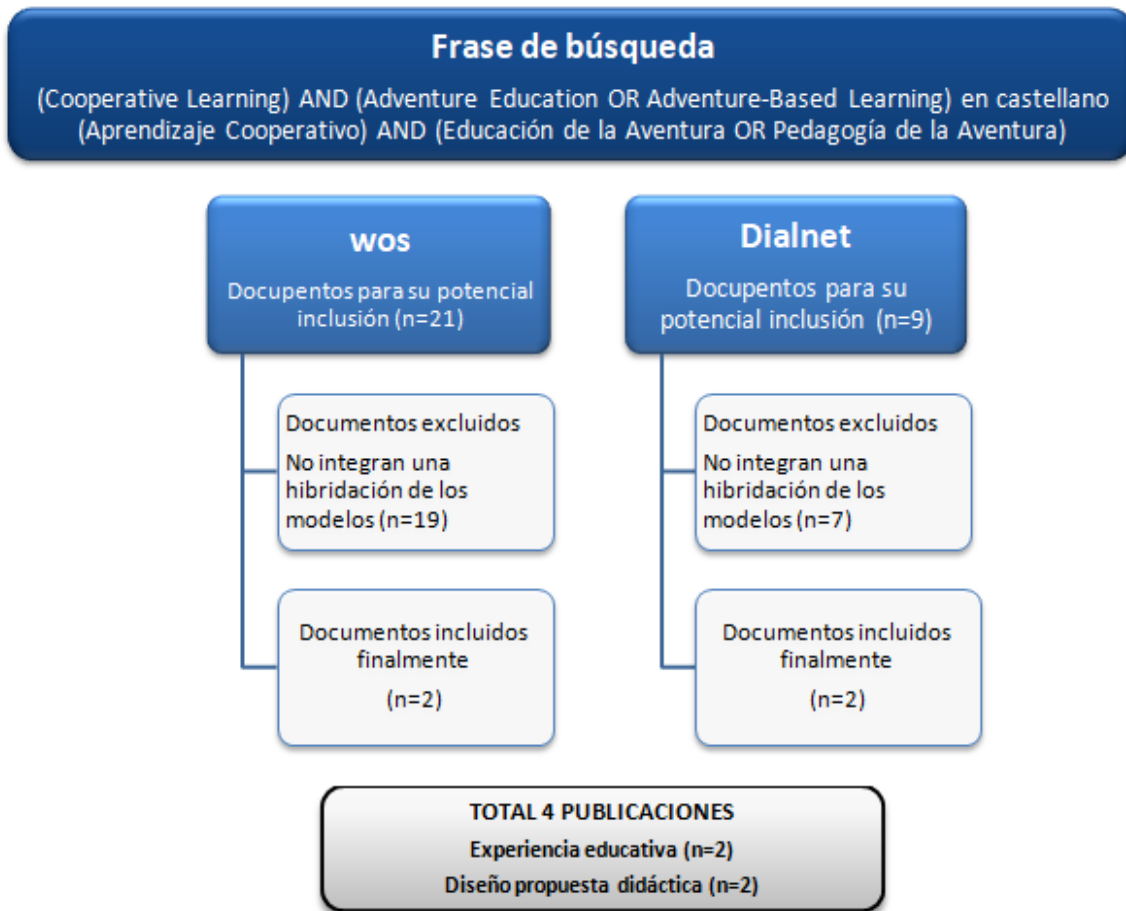 Frase de búsqueda
(Cooperative Learning) AND (Adventure Education OR Adventure-Based Learning) en castellano
(Aprendizaje Cooperativo) AND (Educación de la Aventura OR Pedagogía de la Aventura)
wos
Docupentos para su potencial
inclusión (n=21)
Documentos excluidos
No integran una
hibridación de los
modelos (n=19)
Documentos incluidos
finalmente
(n=2)
Dialnet
Docupentos para su
potencial inclusión (n=9)
Documentos excluidos
No integran una
hibridación de los
modelos (n=7)
Documentos incluidos
finalmente
(n=2)
TOTAL 4 PUBLICACIONES
Experiencia educativa (n=2)
Diseño propuesta didáctica (n=2)